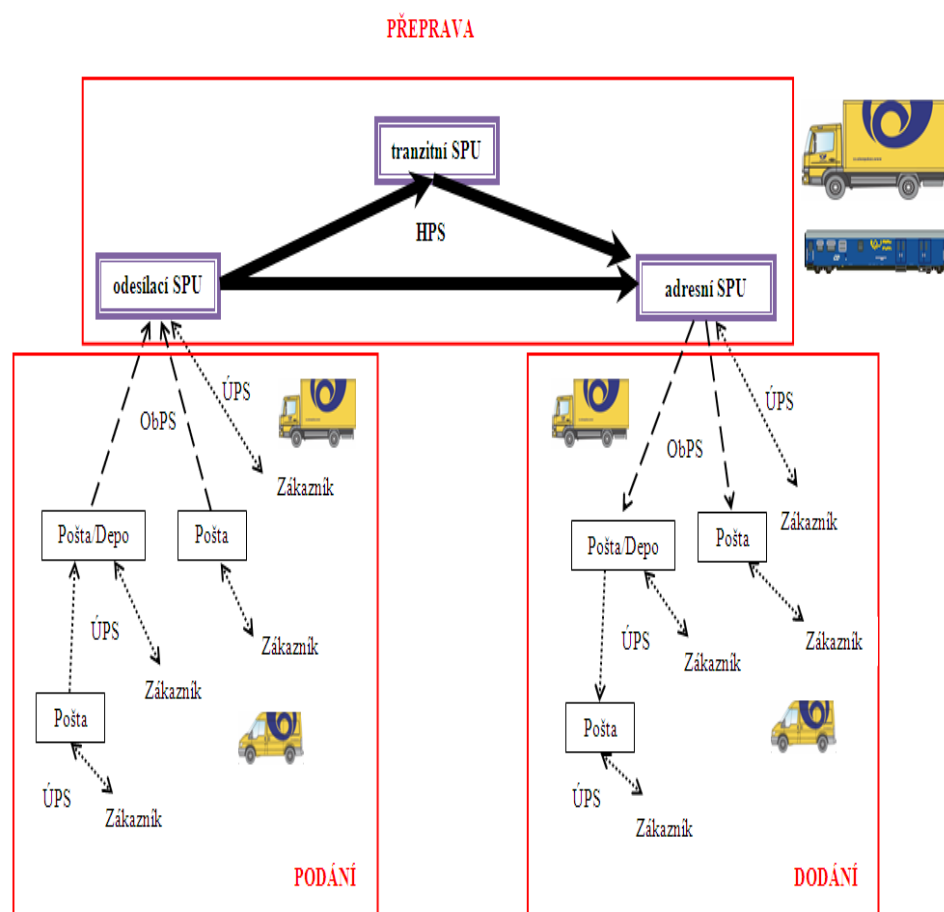 PŘEPRAVA
tranzitní SPU
HPS
odesílací SPU
adresní SPU
ÚPS
ObPS
Zákazník
Pošta/Depo
Pošta
ÚPS
Zákazník
Zákazník
Pošta
ÚPS
Zákazník
PODÁNÍ
ÚPS
ObPS
Zákazník
Pošta/Depo
Pošta
ÚPS
Zákazník
Zákazník
Pošta
ÚPS
Zákazník
DODÁNÍ